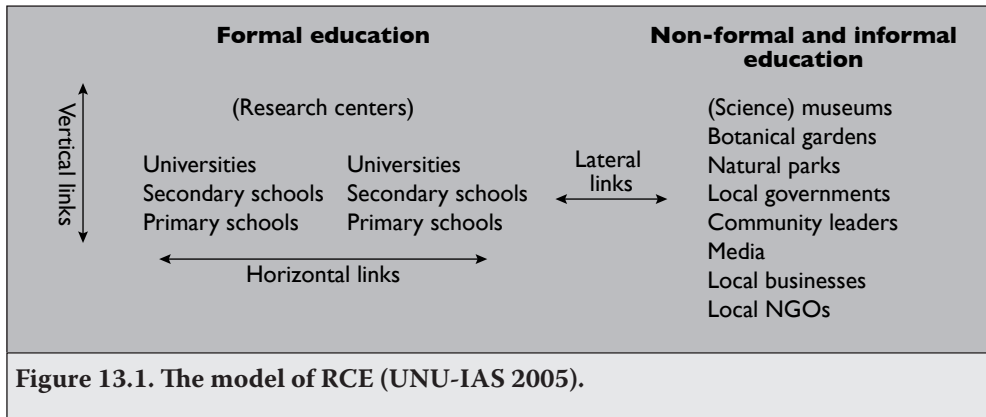 Formal education
Non-formal and informal
education
Vertical links
(Research centers)
Universities
Secondary schools
Primary schools
Universities
Secondary schools
Primary schools
Horizontal links
Lateral
links
(Science) museums
Botanical gardens
Natural parks
Local governments
Community leaders
Media
Local businesses
Local NGOs
Figure 13.1. The model of RCE (UNU-IAS 2005).